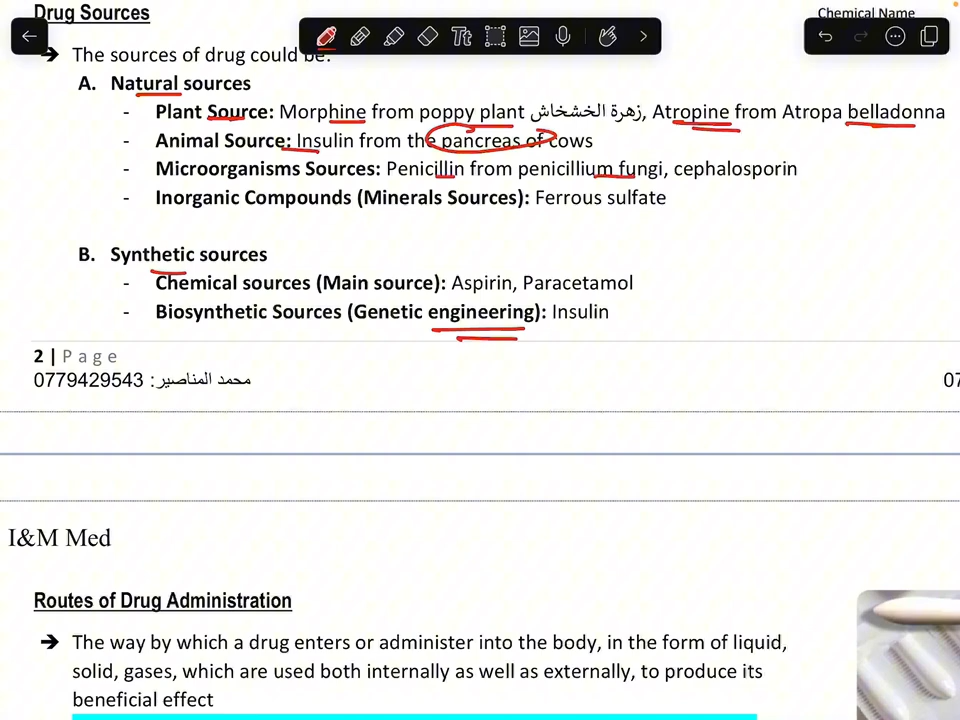 Drug Sources
Chemical Name
➔ The sources of drug could be:
A. Natural sources
- Plant Source: Morphine from poppy plant زهرة الخشخاش, Atropine from Atropa belladonna
- Animal Source: Insulin from the pancreas of cows
- Microorganisms Sources: Penicillin from penicillium fungi, cephalosporin
- Inorganic Compounds (Minerals Sources): Ferrous sulfate
B. Synthetic sources
- Chemical sources (Main source): Aspirin, Paracetamol
- Biosynthetic Sources (Genetic engineering): Insulin
2 | Page
محمد المناصير: 0779429543
07
I&M Med
Routes of Drug Administration
➔ The way by which a drug enters or administer into the body, in the form of liquid,
solid, gases, which are used both internally as well as externally, to produce its
beneficial effect